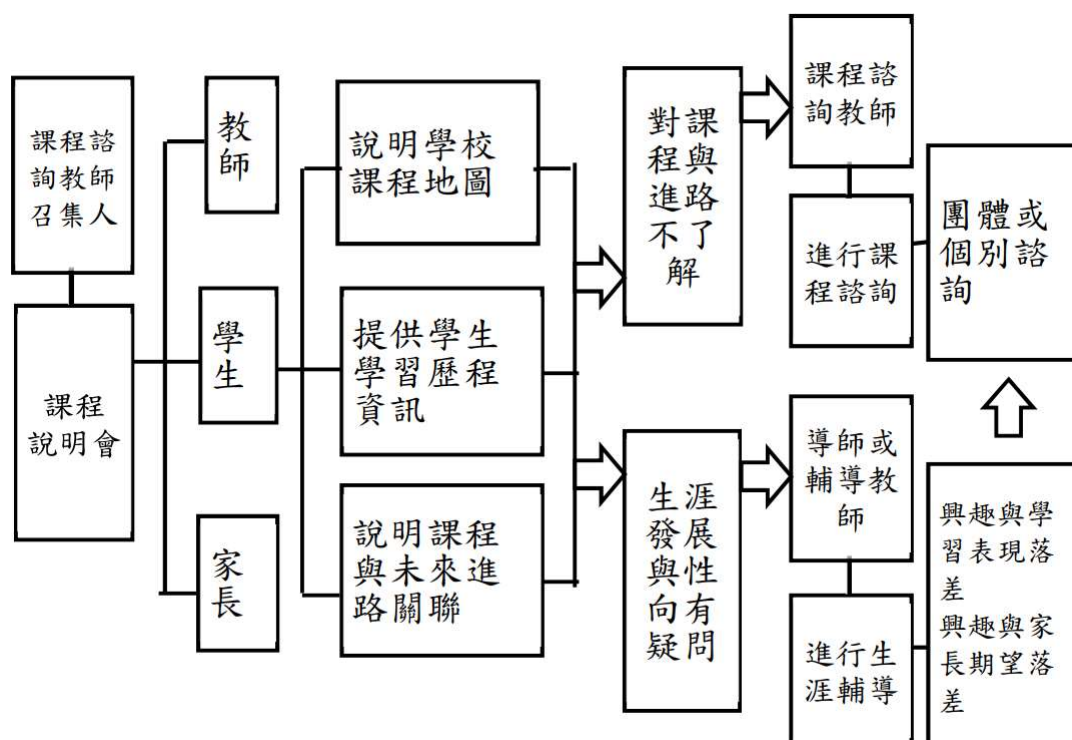 課程諮
詢教師
召集人
課程
說明會
教
師
學
生
家
長
說明學校
課程地圖
提供學生
學習歷程
資訊
說明課程
與未來進
路關聯
對課
程與
進路
不了
解
生涯
發展
與性
向有
疑問
課程諮
詢教師
進行課
程諮詢
團體或
個別諮
詢
導師或
輔導教
師
進行生
涯輔導
興趣與學
習表現落
差
興趣與家
長期望落
差